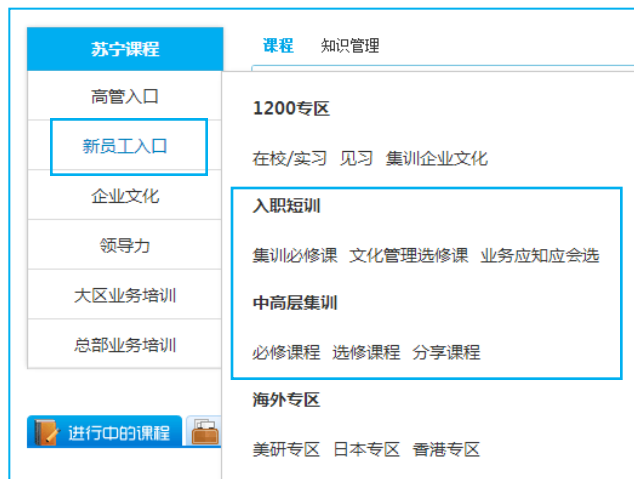 苏宁课程
高管入口
新员工入口
企业文化
领导力
大区业务培训
总部业务培训
进行中的课程
课程 知识管理
1200专区
在校/实习 见习 集训企业文化
入职短训
集训必修课 文化管理选修课 业务应知应会选
中高层集训
必修课程 选修课程 分享课程
海外专区
美研专区 日本专区 香港专区